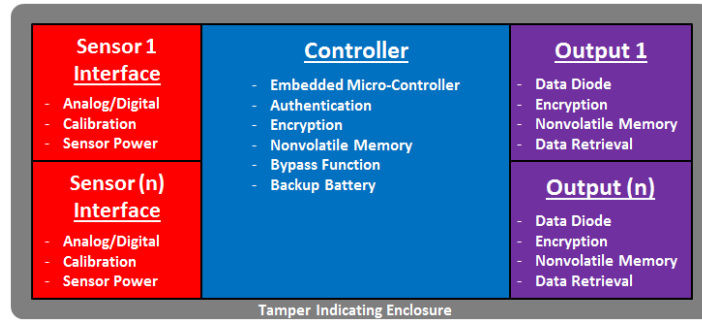 Sensor 1
Interface
- Analog/Digital
- Calibration
- Sensor Power
Sensor (n)
Interface
- Analog/Digital
- Calibration
- Sensor Power
Controller
- Embedded Micro-Controller
- Authentication
- Encryption
- Nonvolatile Memory
- Bypass Function
- Backup Battery
Output 1
- Data Diode
- Encryption
- Nonvolatile Memory
- Data Retrieval
Output (n)
- Data Diode
- Encryption
- Nonvolatile Memory
- Data Retrieval
Tamper Indicating Enclosure